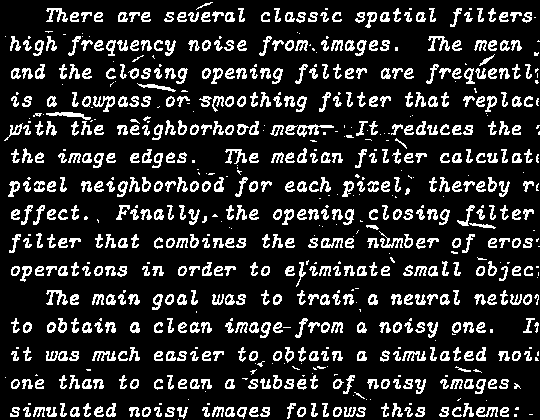 There are several classic spatial filters
high frequency noise from images. The mean
and the closing opening filter are frequently
is a lowpass or smoothing filter that replace
with the neighborhood mean. It reduces the
the image edges. The median filter calculate
pixel neighborhood for each pixel, thereby
effect. Finally, the opening closing filter
filter that combines the same number of eros
operations in order to eliminate small objec
The main goal was to train a neural networ
to obtain a clean image from a noisy one. I
it was much easier to obtain a simulated nois
one than to clean a subset of noisy images.
simulated noisy images follows this scheme: